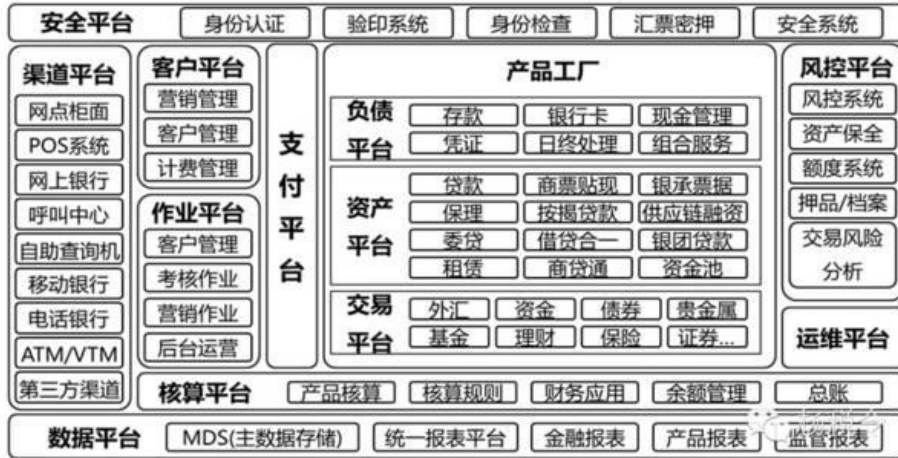 安全平台 身份认证 验印系统 身份检查 汇票密押 安全系统
渠道平台
网点柜面
POS系统
网上银行
呼叫中心
自助查询机
移动银行
电话银行
ATM/VTM
第三方渠道
客户平台
营销管理
客户管理
计费管理
作业平台
客户管理
考核作业
营销作业
后台运营
支付平台
产品工厂
负债平台
存款 银行卡 现金管理
凭证 日终处理 组合服务
资产平台
贷款 商票贴现 银承票据
保理 按揭贷款 供应链融资
委贷 借贷合一 银团贷款
租赁 商贷通 资金池
交易平台
外汇 资金 债券 贵金属
基金 理财 保险 证券...
风控平台
风控系统
资产保全
额度系统
押品/档案
交易风险
分析
运维平台
核算平台 产品核算 核算规则 财务应用 余额管理 总账
数据平台 MDS(主数据存储) 统一报表平台 金融报表 产品报表 监管报表